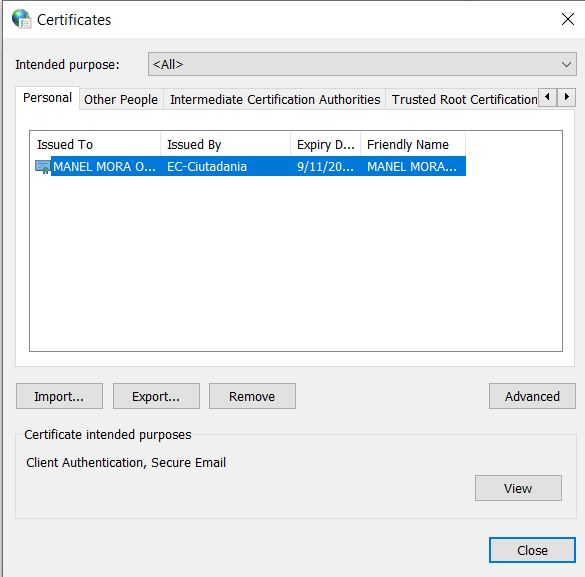 Certificates
Intended purpose: <All>
Personal Other People Intermediate Certification Authorities Trusted Root Certification
Issued To Issued By Expiry D... Friendly Name
MANEL MORA O... EC-Ciutadania 9/11/20... MANEL MORA...
Import... Export... Remove Advanced
Certificate intended purposes
Client Authentication, Secure Email
View
Close